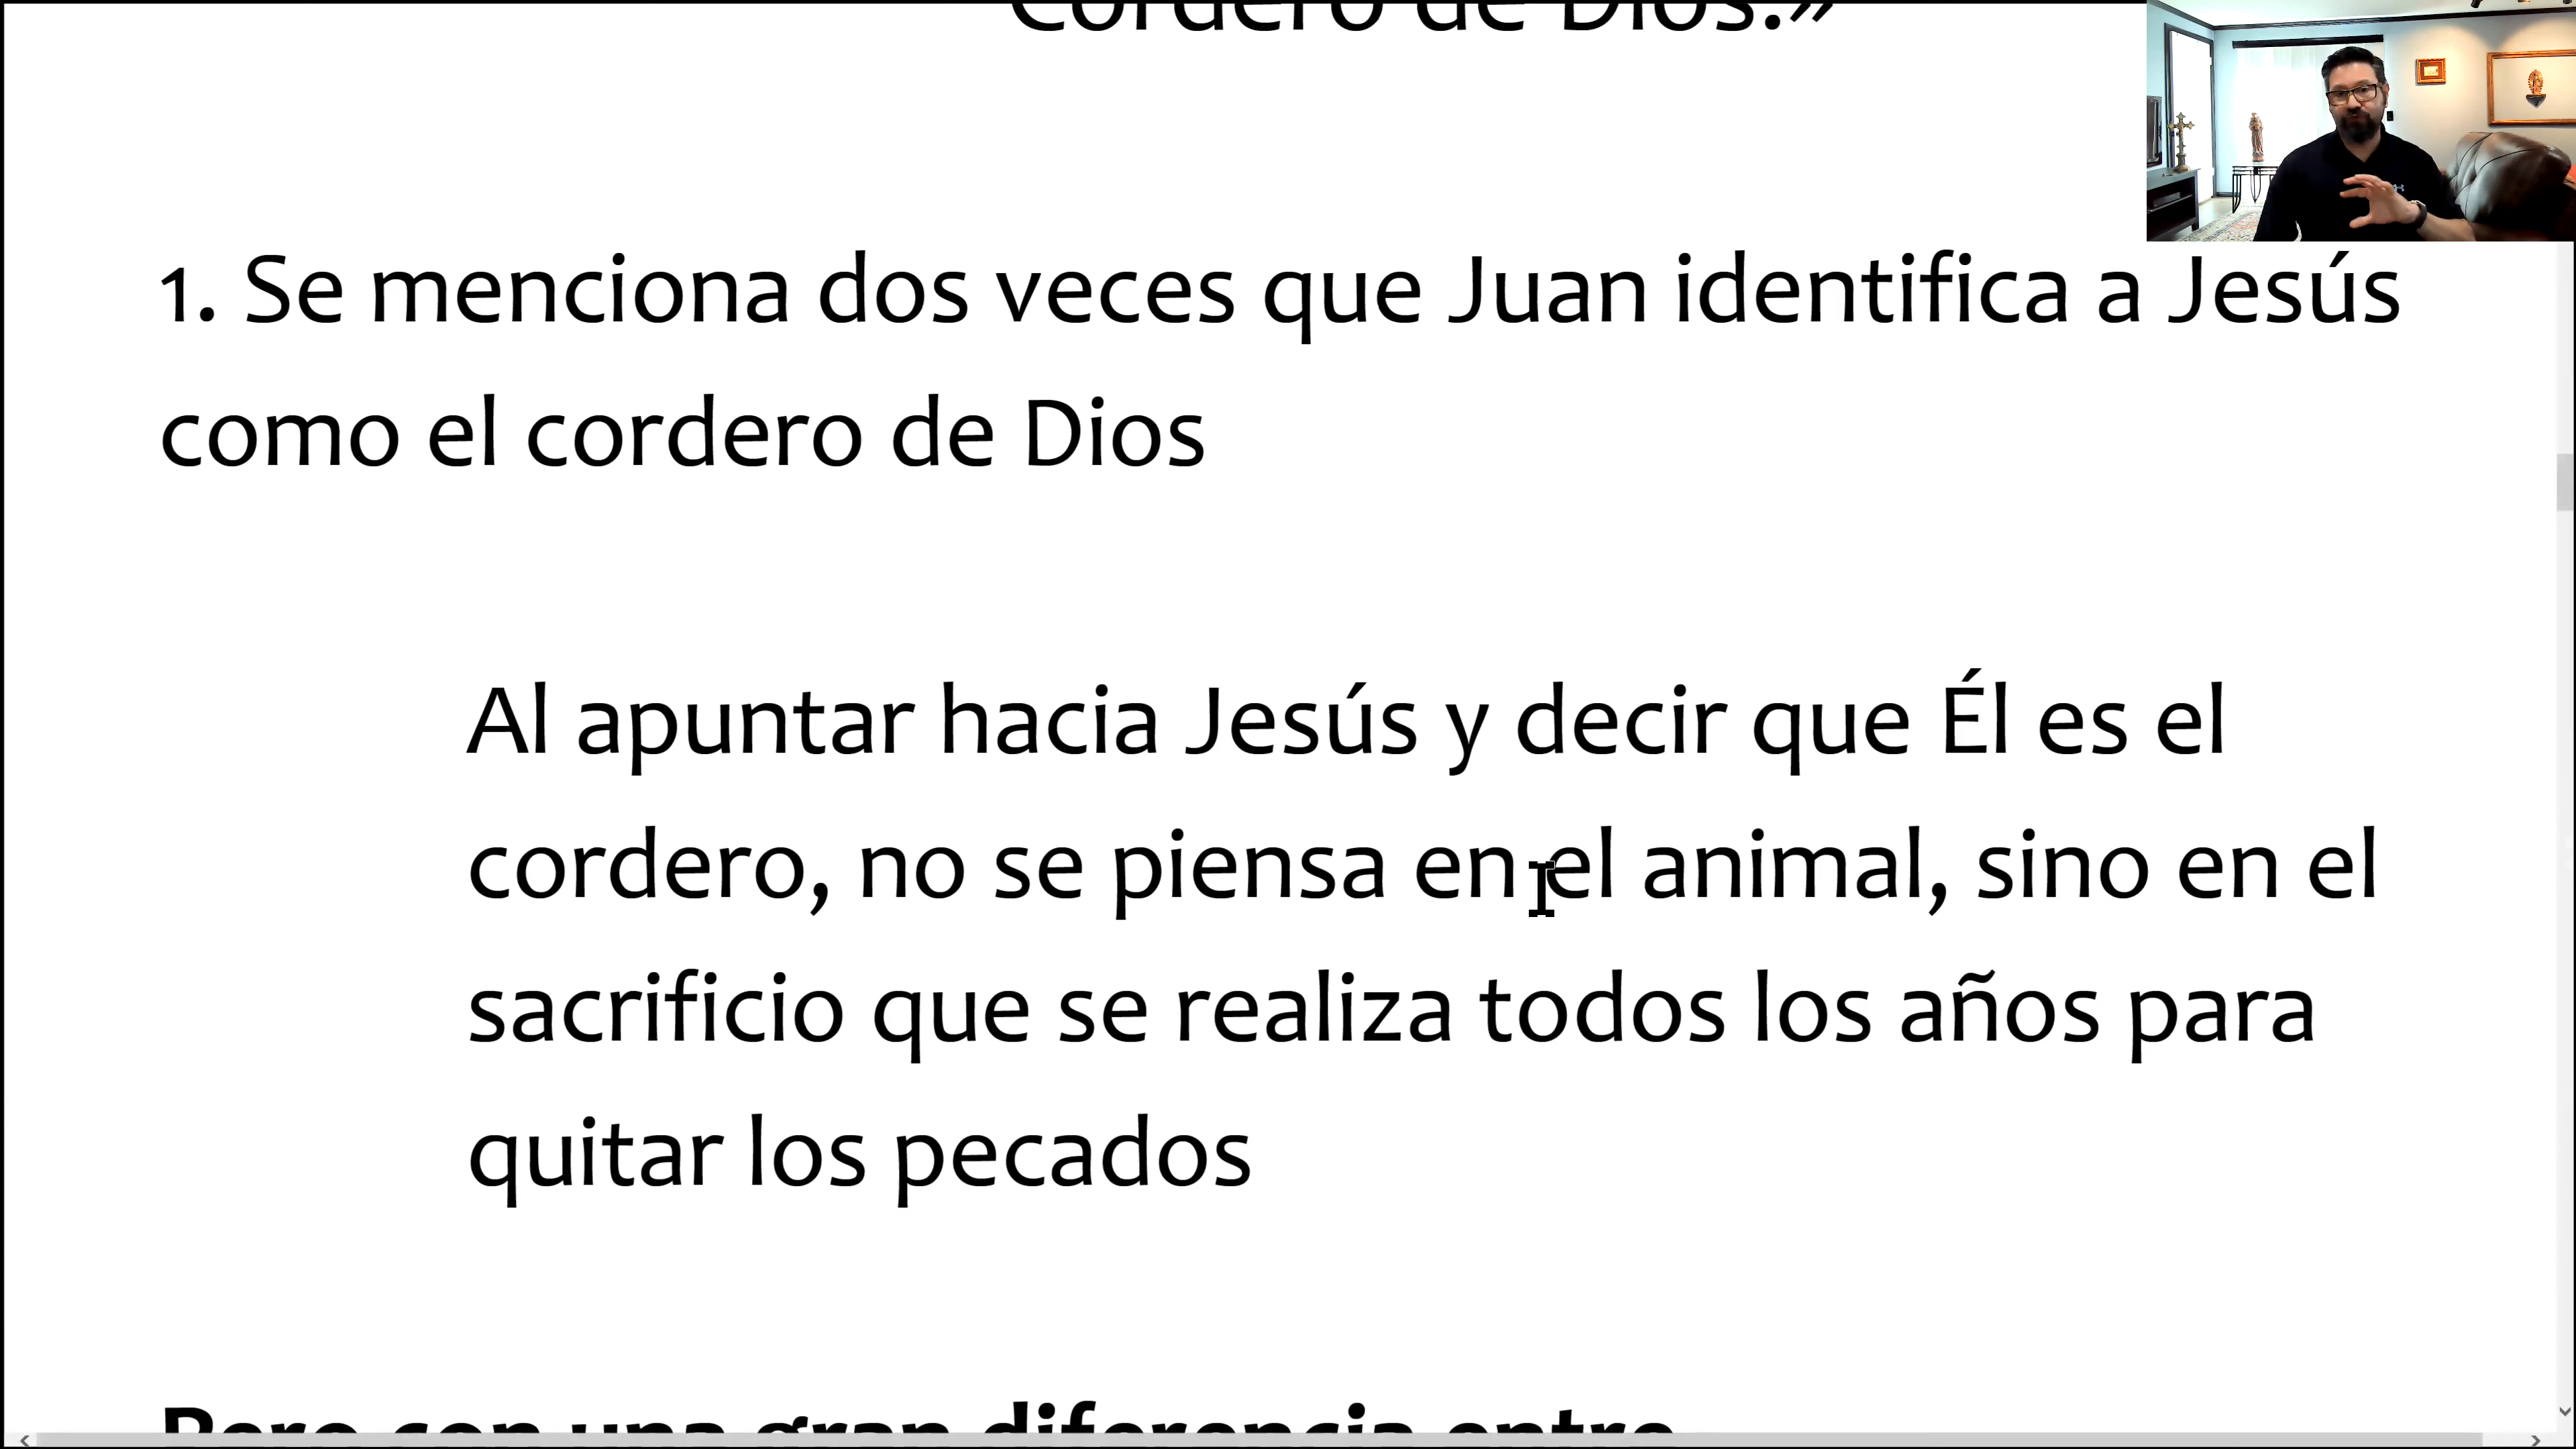 Cordero de Dios.»
1. Se menciona dos veces que Juan identifica a Jesús
como el cordero de Dios
Al apuntar hacia Jesús y decir que Él es el
cordero, no se piensa en el animal, sino en el
sacrificio que se realiza todos los años para
quitar los pecados
Pero con una gran diferencia entre